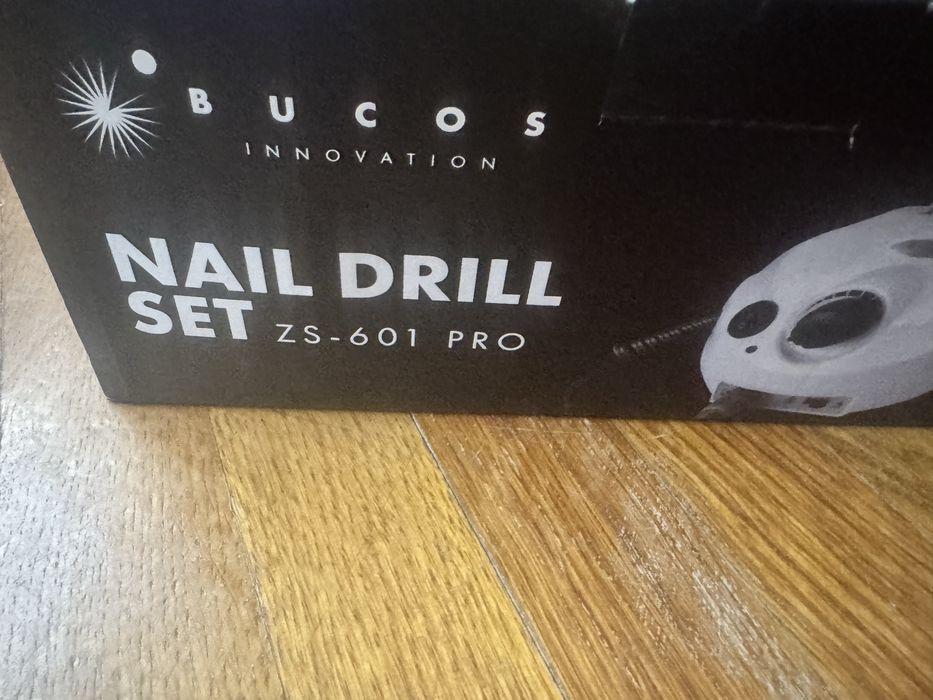 BUCOS
INNOVATION
NAIL DRILL
SET ZS-601 PRO